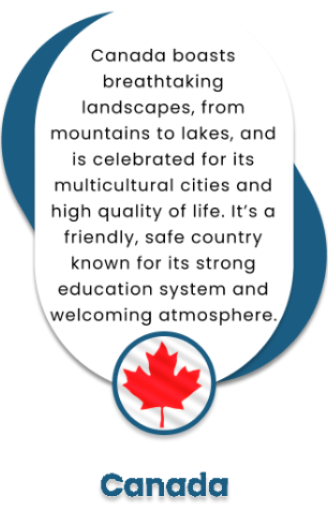 Canada boasts
breathtaking
landscapes, from
mountains to lakes, and
is celebrated for its
multicultural cities and
high quality of life. It’s a
friendly, safe country
known for its strong
education system and
welcoming atmosphere.
Canada